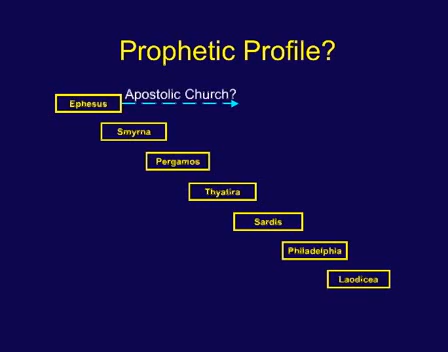 Prophetic Profile?
Apostolic Church?
Ephesus
Smyrna
Pergamos
Thyatira
Sardis
Philadelphia
Laodicea